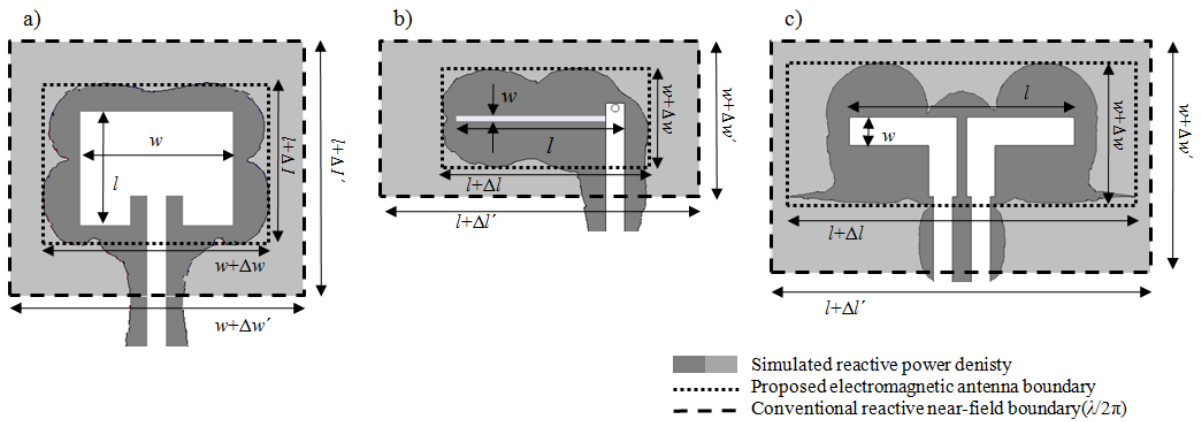 a)
w
l
l+Δl
l+Δl´
w+Δw
w+Δw´
b)
w
l
w+Δw
w+Δw´
l+Δl
l+Δl´
c)
l
w
w+Δw
w+Δw´
l+Δl
l+Δl´
Simulated reactive power denisty
Proposed electromagnetic antenna boundary
Conventional reactive near-field boundary(λ/2π)